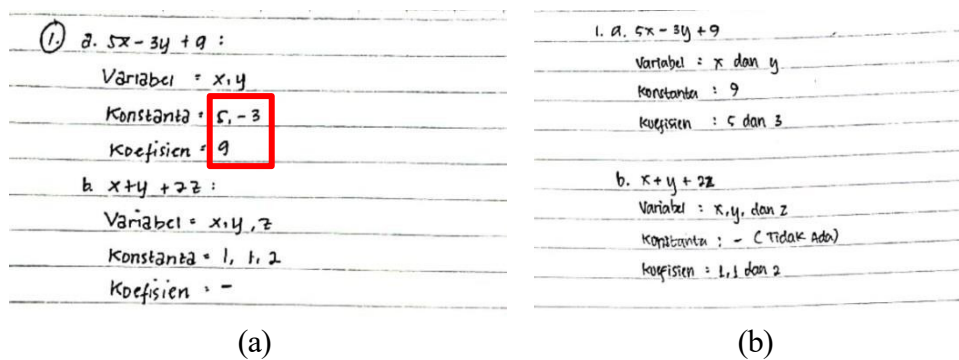 1. a. 5x - 3y + 9 :
Variabel = x, y
Konstanta = 5, -3
Koefisien = 9
b. x + y + 2z :
Variabel = x, y, z
Konstanta = 1, 1, 2
Koefisien : -
(a)
1. a. 5x - 3y + 9
Variabel : x dan y
Konstanta : 9
Koefisien : 5 dan 3
b. x + y + 2z
Variabel : x, y, dan z
Konstanta : - (Tidak Ada)
Koefisien : 1, 1 dan 2
(b)